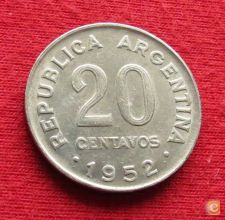 REPUBLICA ARGENTINA
20
CENTAVOS
· 1952 ·